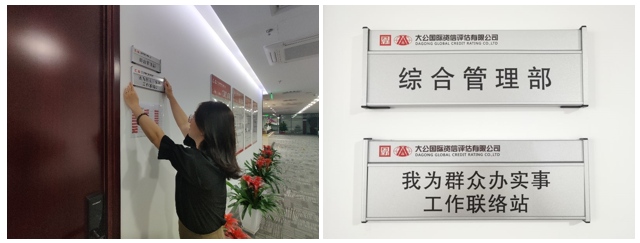 大公国际资信评估有限公司
DAGONG GLOBAL CREDIT RATING CO.,LTD
综合管理部
大公国际资信评估有限公司
DAGONG GLOBAL CREDIT RATING CO.,LTD
我为群众办实事
工作联络站